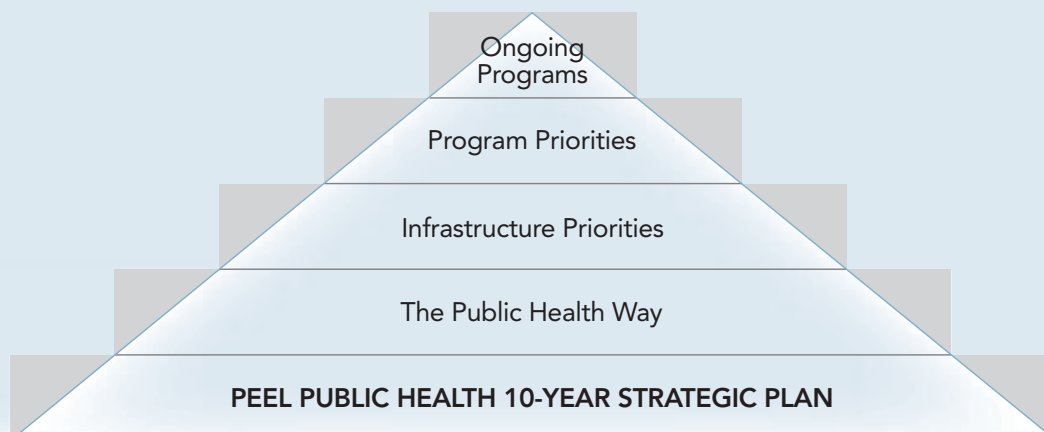 Ongoing
Programs
Program Priorities
Infrastructure Priorities
The Public Health Way
PEEL PUBLIC HEALTH 10-YEAR STRATEGIC PLAN